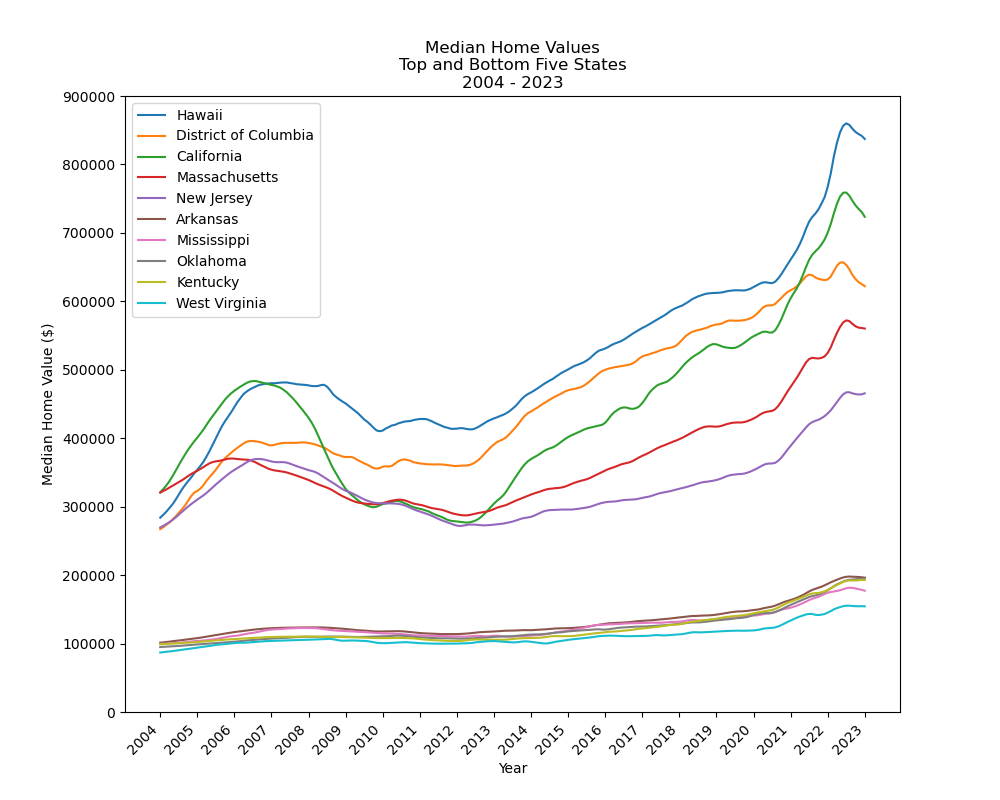 Median Home Values
Top and Bottom Five States
2004 - 2023
900000
800000
700000
600000
500000
400000
300000
200000
100000
0
Median Home Value ($)
Hawaii
District of Columbia
California
Massachusetts
New Jersey
Arkansas
Mississippi
Oklahoma
Kentucky
West Virginia
2004
2005
2006
2007
2008
2009
2010
2011
2012
2013
2014
2015
2016
2017
2018
2019
2020
2021
2022
2023
Year